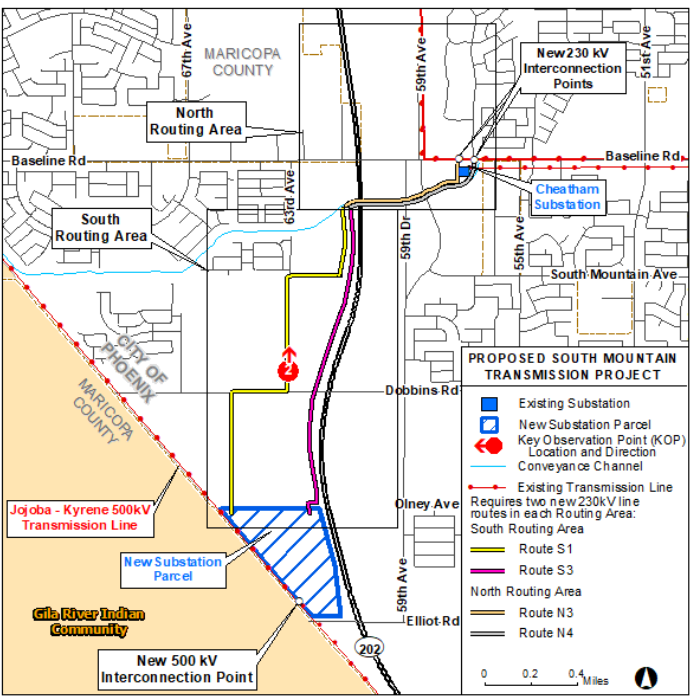 67th Ave
59th Ave
51st Ave
MARICOPA
COUNTY
New 230 kV
Interconnection
Points
North
Routing Area
Baseline Rd
Baseline Rd
63rd Ave
Cheatham
Substation
South
Routing Area
59th Dr
55th Ave
South Mountain Ave
CITY OF
PHOENIX
MARICOPA
COUNTY
2
Dobbins Rd
PROPOSED SOUTH MOUNTAIN
TRANSMISSION PROJECT
Existing Substation
New Substation Parcel
Key Observation Point (KOP)
Location and Direction
Conveyance Channel
Existing Transmission Line
Requires two new 230kV line
routes in each Routing Area:
South Routing Area
Route S1
Route S3
North Routing Area
Route N3
Route N4
0 0.2 0.4
Miles
Jojoba - Kyrene 500kV
Transmission Line
Olney Ave
New Substation
Parcel
59th Ave
Gila River Indian
Community
Elliot Rd
202
New 500 kV
Interconnection Point